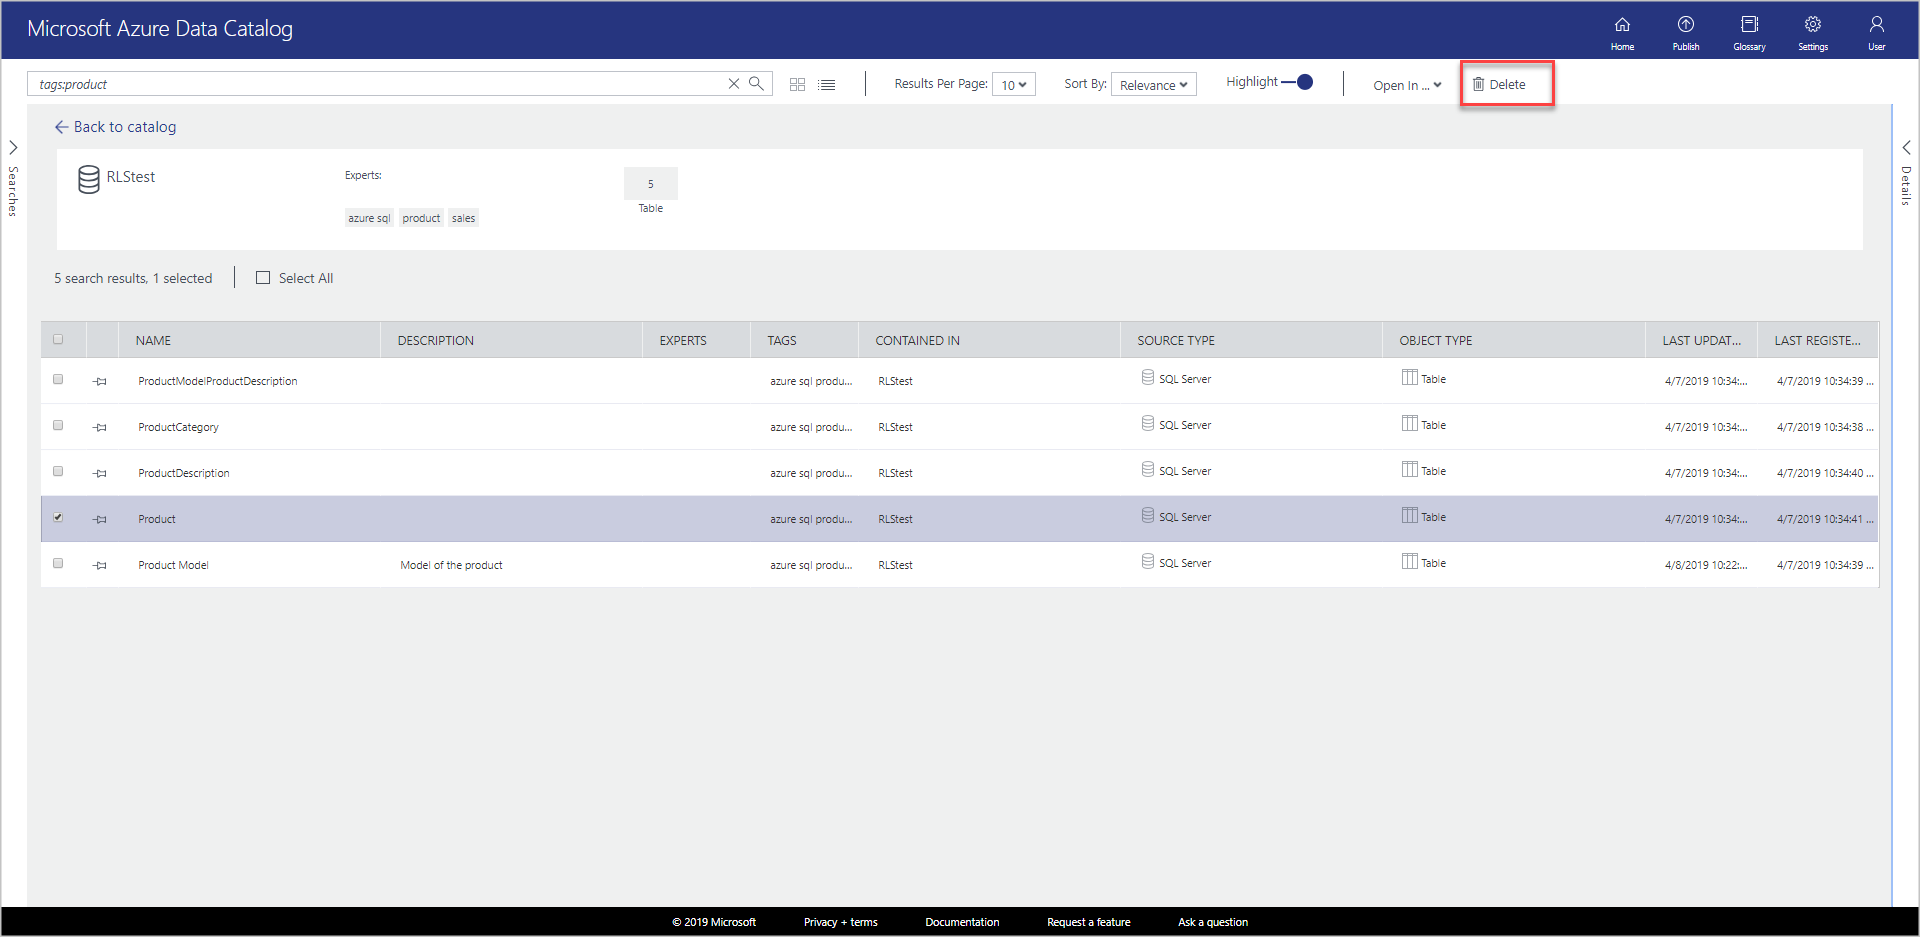 Microsoft Azure Data Catalog
Home Publish Glossary Settings User
tags:product
Results Per Page: 10 Sort By: Relevance Highlight Open In ... Delete
Searches
Back to catalog
Details
RLStest Experts: 5
Table
azure sql product sales
5 search results, 1 selected Select All
NAME DESCRIPTION EXPERTS TAGS CONTAINED IN SOURCE TYPE OBJECT TYPE LAST UPDAT... LAST REGISTE...
ProductModelProductDescription azure sql produ... RLStest SQL Server Table 4/7/2019 10:34:... 4/7/2019 10:34:39 ...
ProductCategory azure sql produ... RLStest SQL Server Table 4/7/2019 10:34:... 4/7/2019 10:34:38 ...
ProductDescription azure sql produ... RLStest SQL Server Table 4/7/2019 10:34:... 4/7/2019 10:34:40 ...
Product azure sql produ... RLStest SQL Server Table 4/7/2019 10:34:... 4/7/2019 10:34:41 ...
Product Model Model of the product azure sql produ... RLStest SQL Server Table 4/8/2019 10:22:... 4/7/2019 10:34:39 ...
© 2019 Microsoft Privacy + terms Documentation Request a feature Ask a question